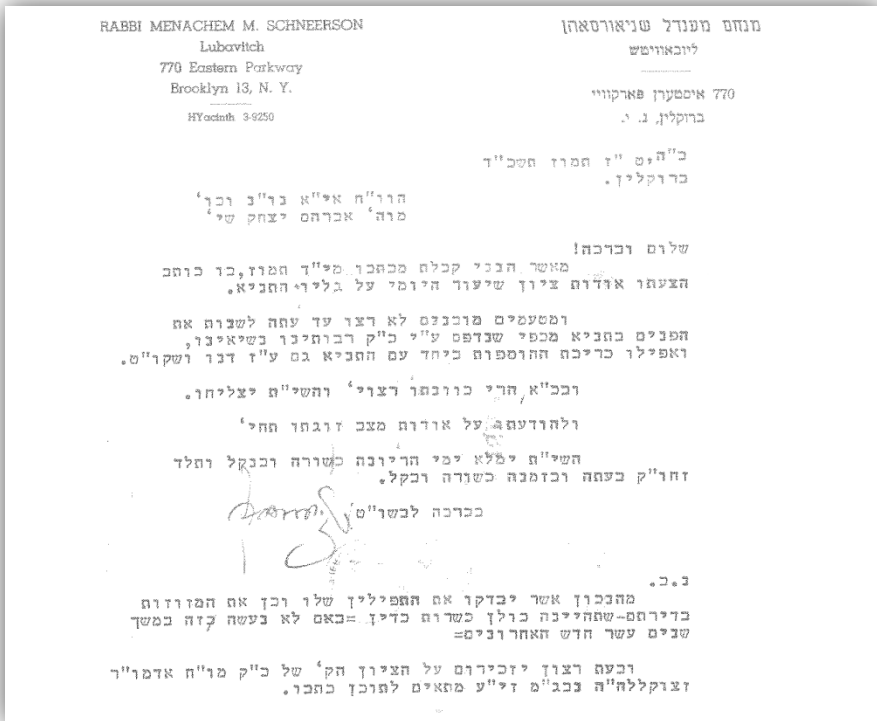 RABBI MENACHEM M. SCHNEERSON
Lubavitch
770 Eastern Parkway
Brooklyn 13, N. Y.
HYacinth 3-9250
מנחם מענדל שניאורסאהן
ליובאוויטש
770 איסטערן פארקוויי
ברוקלין, נ. י.
ב"ה, ט"ז תמוז תשכ"ד
ברוקלין.
הוו"ח אי"א נו"נ וכו'
מוה' אברהם יצחק שי'
שלום וברכה!
מאשר הנני קבלת מכתבו מי"ד תמוז, בו כותב
הצעתו אודות ציון שיעור היומי על גליון התניא.
ומטעמים מובנים לא רצו עד עתה לשנות את
הפנים בתניא מכפי שנדפס ע"י כ"ק רבותינו נשיאינו,
ואפילו כריכת ההוספות ביחד עם התניא גם ע"ז דנו ושקו"ט.
ובכ"א הרי כוונתו רצוי' והשי"ת יצליחו.
ולהודעתו על אודות מצב זוגתו תחי'
השי"ת ימלא ימי הריונה כשורה ובנקל ותלד
זחו"ק בעתה ובזמנה כשורה ובקל.
בברכה לבשו"ט
נ.ב.
מהנכון אשר יבדקו את התפילין שלו וכן את המזוזות
בדירתם-שתהיינה כולן כשרות כדין =באם לא נעשה כזה במשך
שנים עשר חדש האחרונים=
ובעת רצון יזכירום על הציון הק' של כ"ק מו"ח אדמו"ר
זצוקללה"ה נבג"מ זי"ע מתאים לתוכן כתבו.